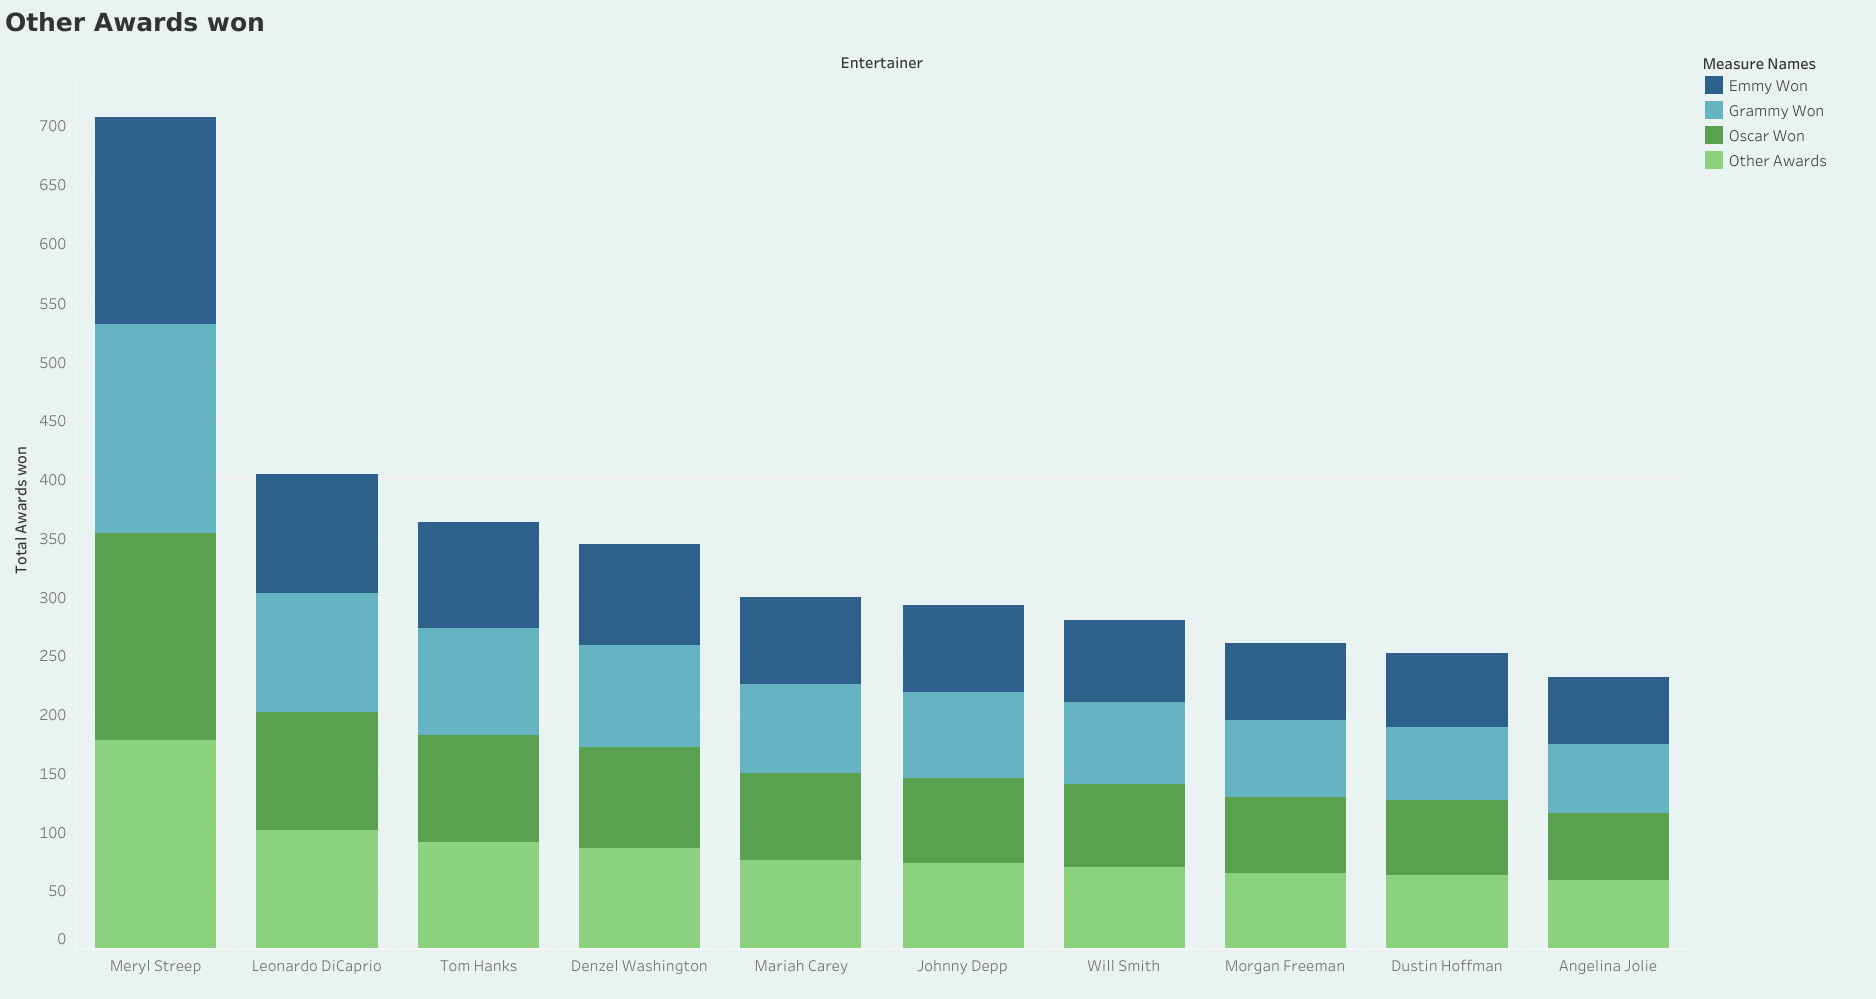 Other Awards won
Entertainer
Measure Names
Emmy Won
Grammy Won
Oscar Won
Other Awards
Total Awards won
700
650
600
550
500
450
400
350
300
250
200
150
100
50
0
Meryl Streep
Leonardo DiCaprio
Tom Hanks
Denzel Washington
Mariah Carey
Johnny Depp
Will Smith
Morgan Freeman
Dustin Hoffman
Angelina Jolie